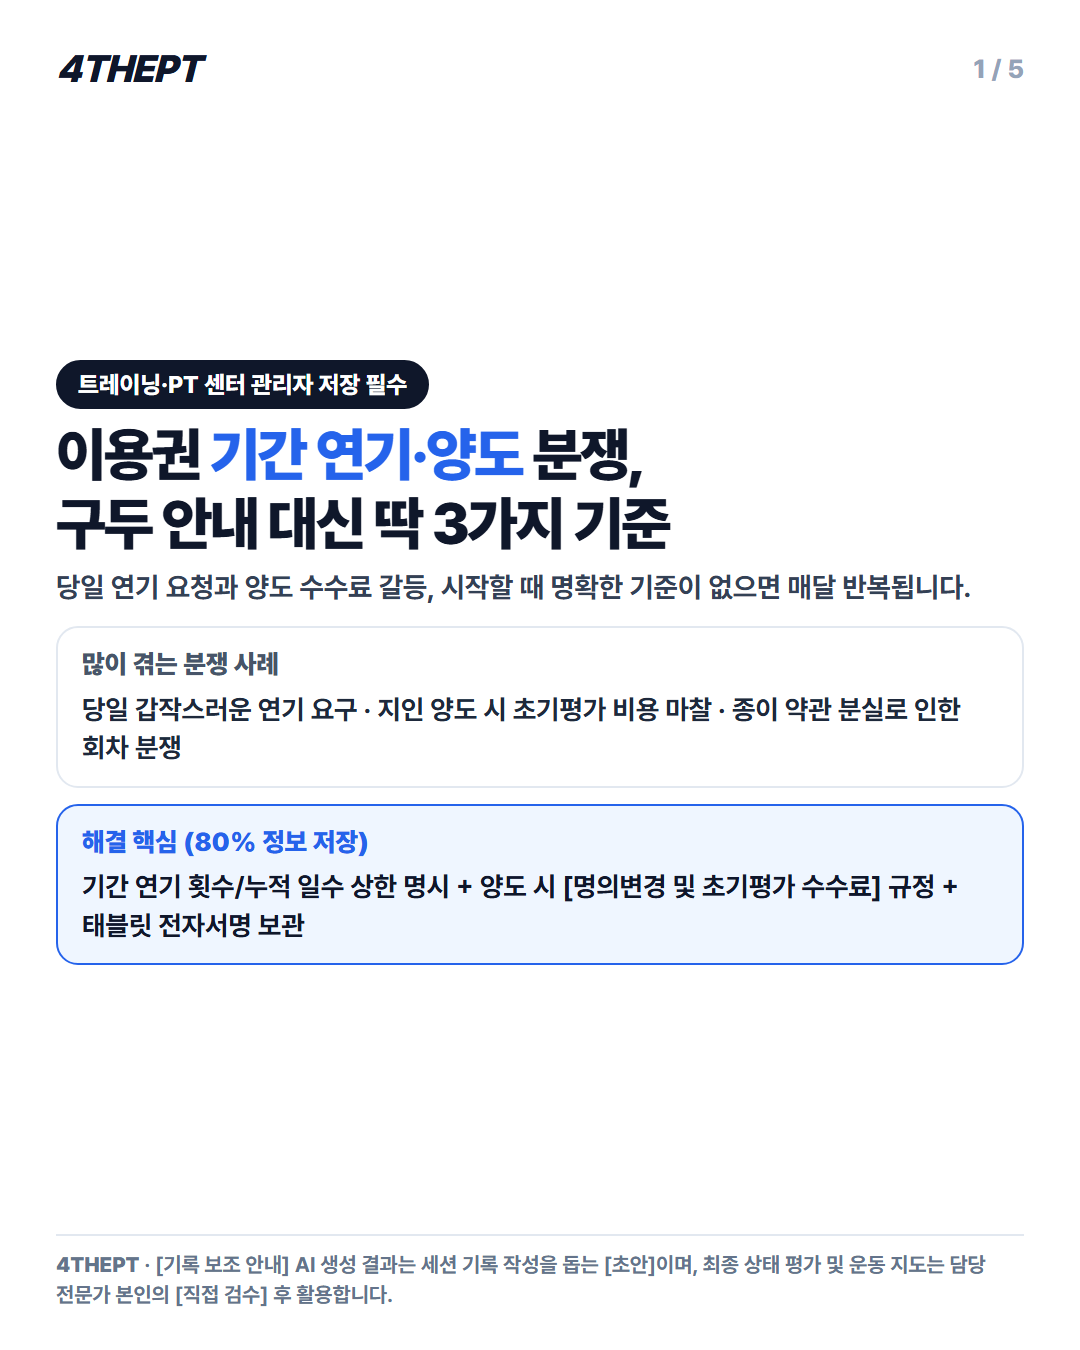 4THEPT
1 / 5
트레이닝·PT 센터 관리자 저장 필수
이용권 기간 연기·양도 분쟁,
구두 안내 대신 딱 3가지 기준
당일 연기 요청과 양도 수수료 갈등, 시작할 때 명확한 기준이 없으면 매달 반복됩니다.
많이 겪는 분쟁 사례
당일 갑작스러운 연기 요구 · 지인 양도 시 초기평가 비용 마찰 · 종이 약관 분실로 인한
회차 분쟁
해결 핵심 (80% 정보 저장)
기간 연기 횟수/누적 일수 상한 명시 + 양도 시 [명의변경 및 초기평가 수수료] 규정 +
태블릿 전자서명 보관
4THEPT · [기록 보조 안내] AI 생성 결과는 세션 기록 작성을 돕는 [초안]이며, 최종 상태 평가 및 운동 지도는 담당
전문가 본인의 [직접 검수] 후 활용합니다.